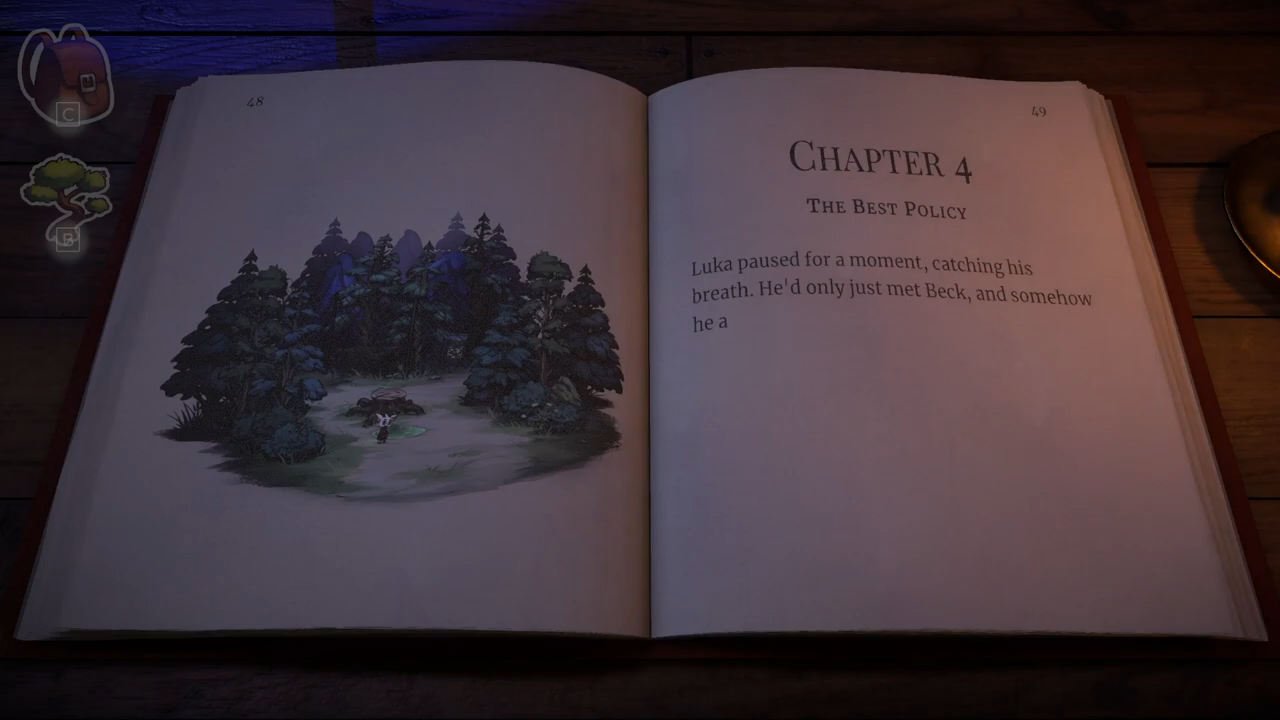 C
B
48
49
Chapter 4
The Best Policy
Luka paused for a moment, catching his
breath. He'd only just met Beck, and somehow
he a